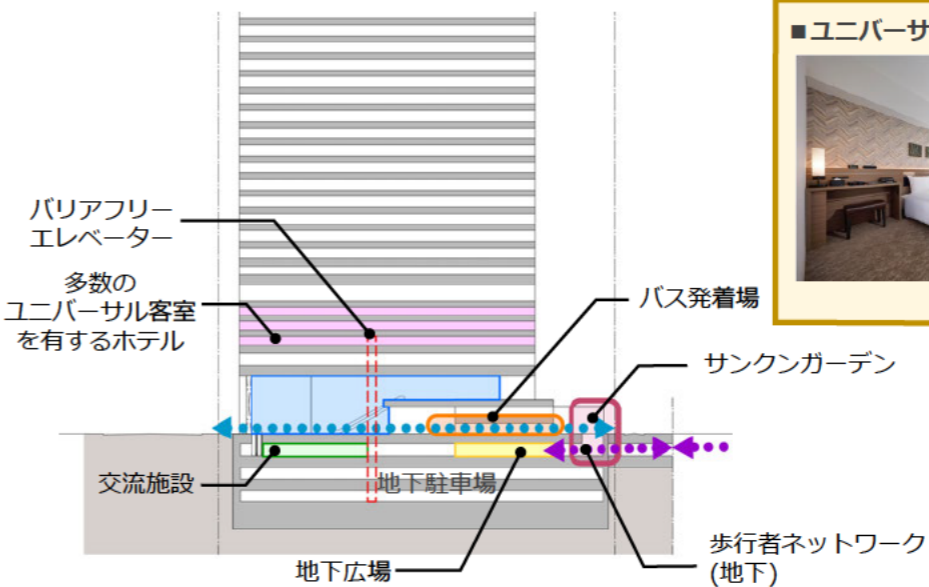 ■ユニバーサ
バリアフリー
エレベーター
多数の
ユニバーサル客室
を有するホテル
バス発着場
サンクンガーデン
交流施設
地下駐車場
地下広場
歩行者ネットワーク
(地下)